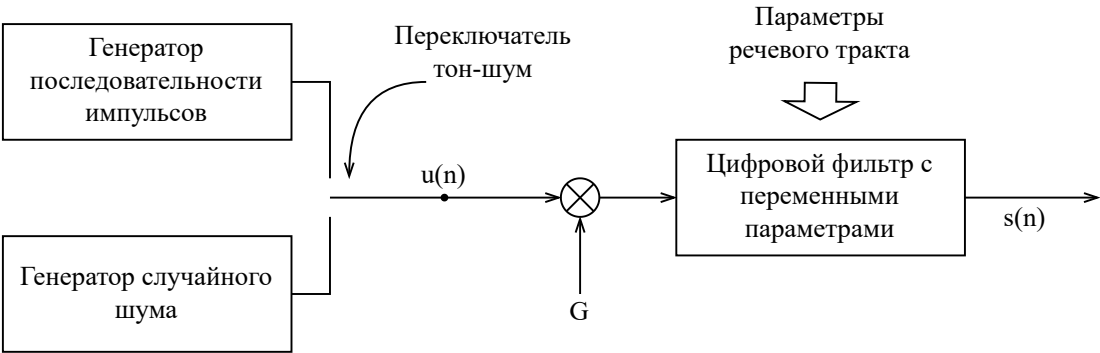 Генератор
последовательности
импульсов
Переключатель
тон-шум
Параметры
речевого тракта
u(n)
Цифровой фильтр с
переменными
параметрами
s(n)
Генератор случайного
шума
G